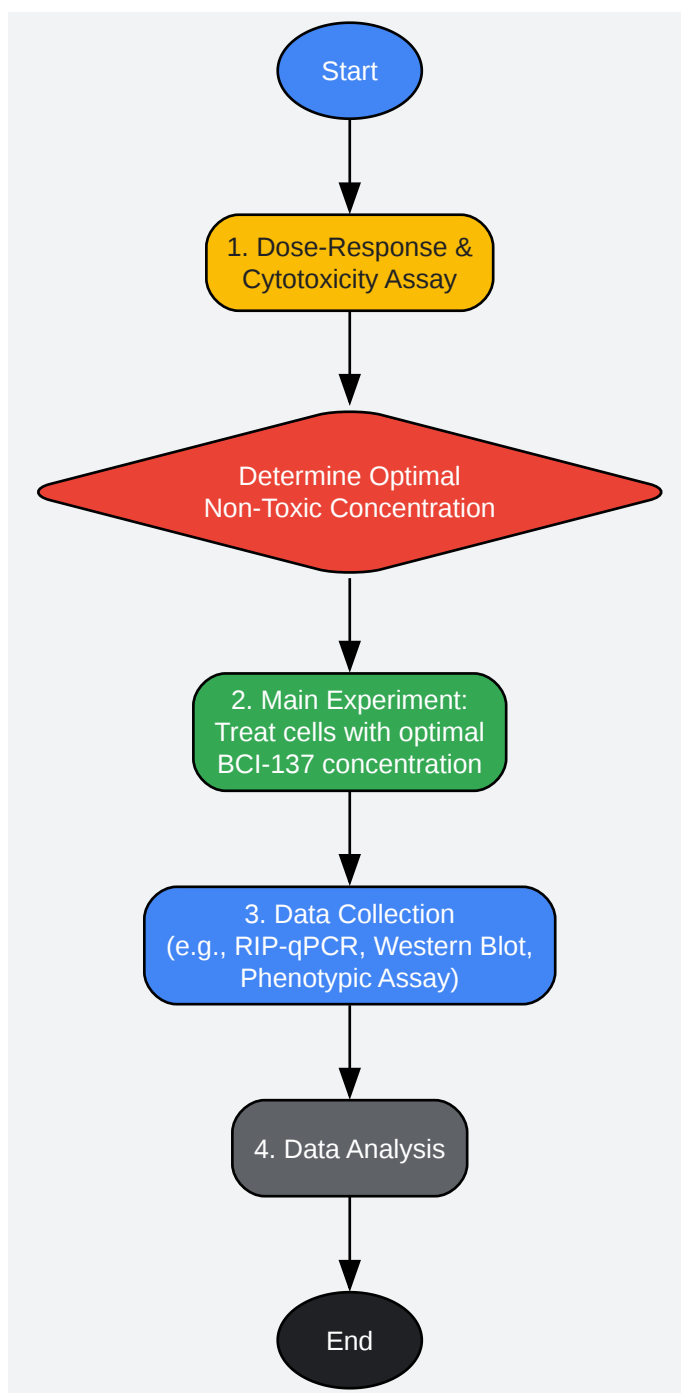 Start
1. Dose-Response &
Cytotoxicity Assay
Determine Optimal
Non-Toxic Concentration
2. Main Experiment:
Treat cells with optimal
BCI-137 concentration
3. Data Collection
(e.g., RIP-qPCR, Western Blot,
Phenotypic Assay)
4. Data Analysis
End